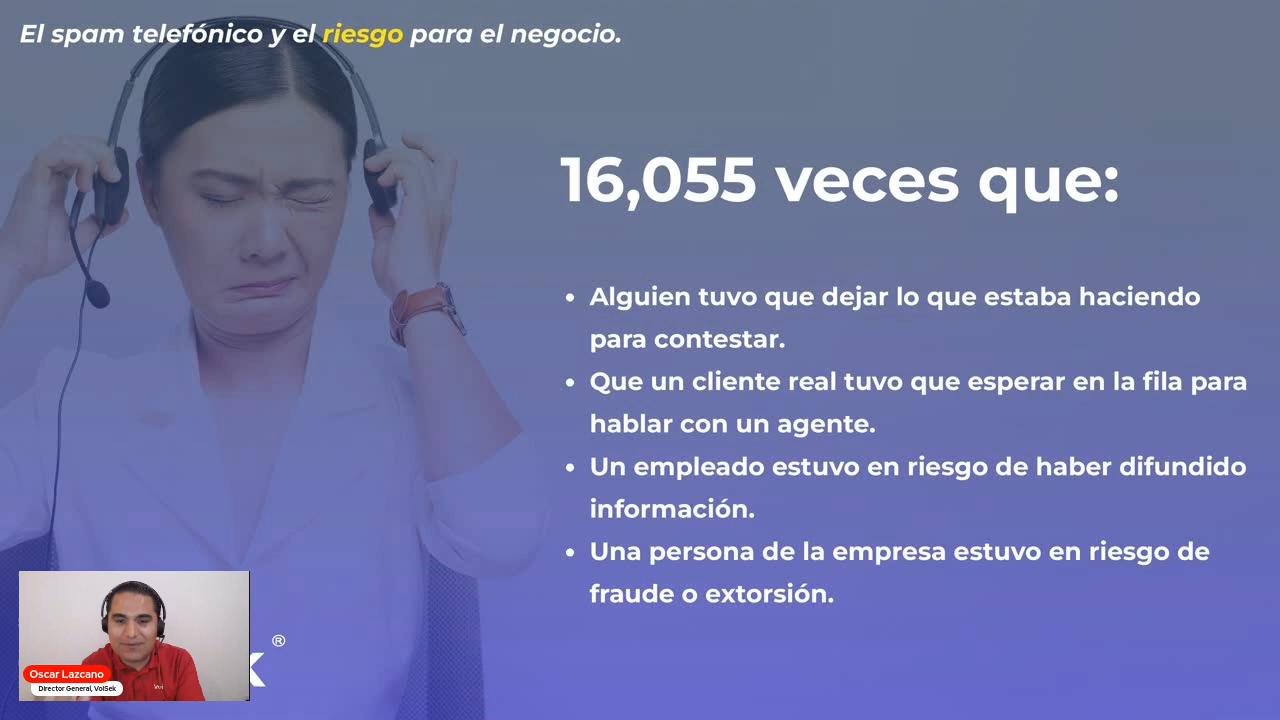 El spam telefónico y el riesgo para el negocio.
16,055 veces que:
• Alguien tuvo que dejar lo que estaba haciendo
para contestar.
• Que un cliente real tuvo que esperar en la fila para
hablar con un agente.
• Un empleado estuvo en riesgo de haber difundido
información.
• Una persona de la empresa estuvo en riesgo de
fraude o extorsión.
Oscar Lazcano
Director General, VoiSek
k ®